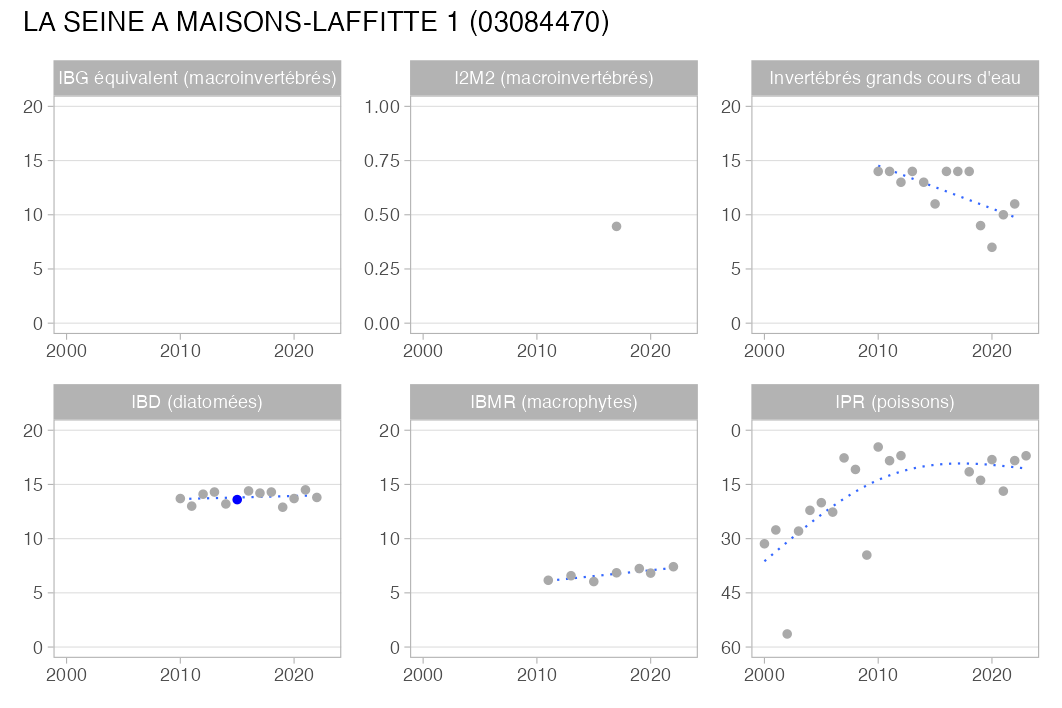 LA SEINE A MAISONS-LAFFITTE 1 (03084470)
IBG équivalent (macroinvertébrés)
20
15
10
5
0
2000 2010 2020
I2M2 (macroinvertébrés)
1.00
0.75
0.50
0.25
0.00
2000 2010 2020
Invertébrés grands cours d'eau
20
15
10
5
0
2000 2010 2020
IBD (diatomées)
20
15
10
5
0
2000 2010 2020
IBMR (macrophytes)
20
15
10
5
0
2000 2010 2020
IPR (poissons)
0
15
30
45
60
2000 2010 2020